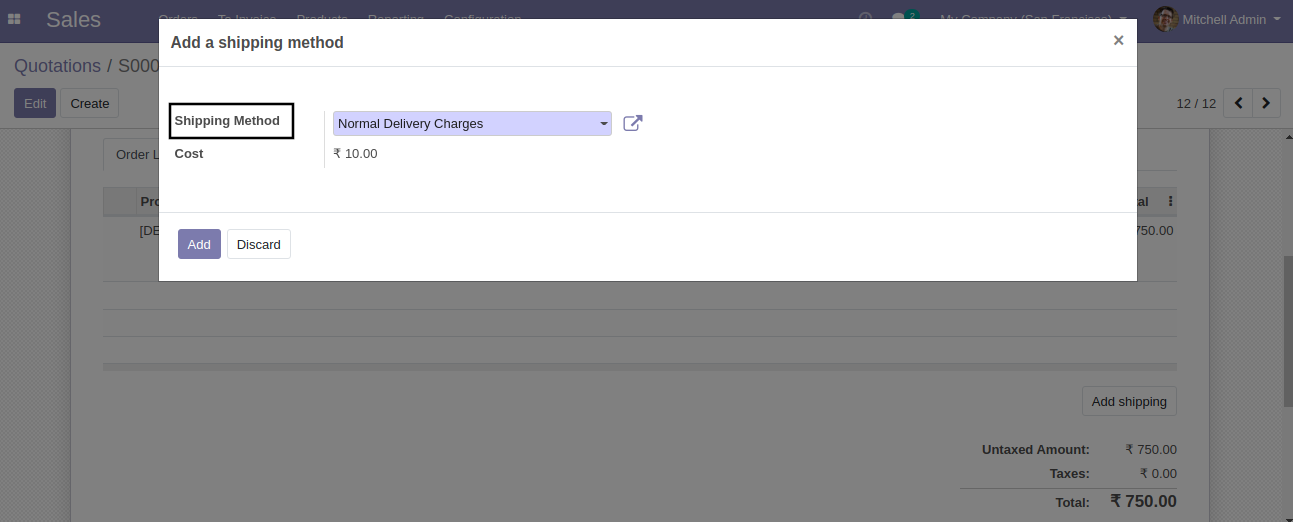 Sales Orders To Invoice Products Reporting Configuration 2 My Company (San Francisco) Mitchell Admin
Add a shipping method ×
Quotations / S000
Edit Create
12 / 12
Shipping Method Normal Delivery Charges
Cost ₹ 10.00
Order L
Pro al
[DE 750.00
Add Discard
Add shipping
Untaxed Amount: ₹ 750.00
Taxes: ₹ 0.00
Total: ₹ 750.00